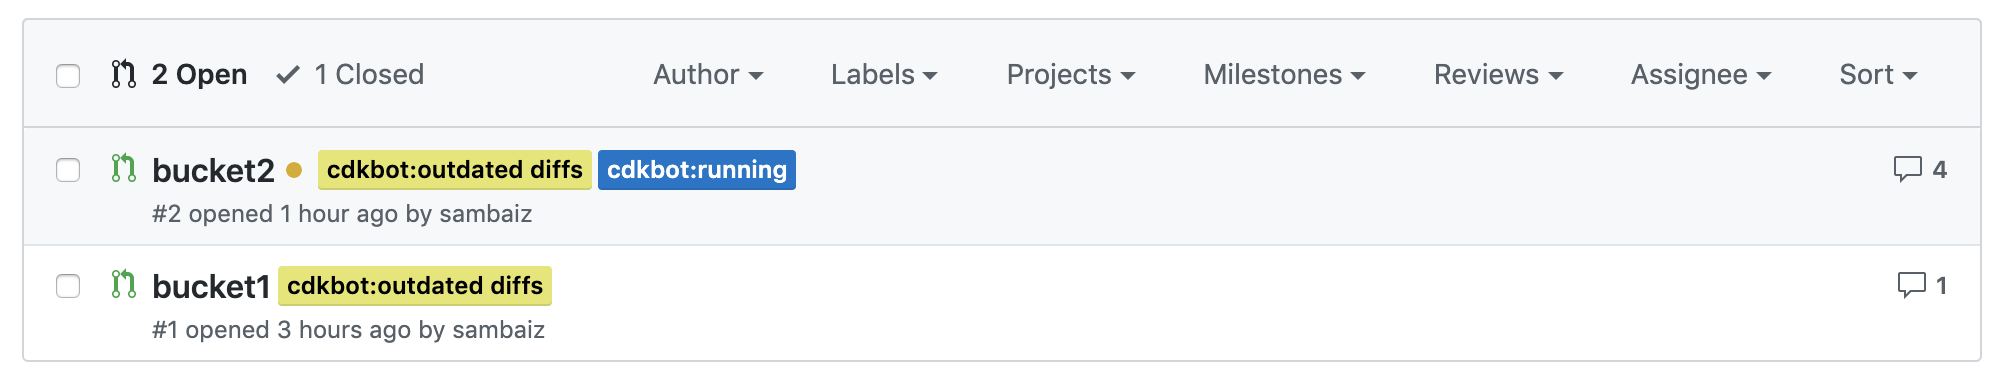 2 Open 1 Closed Author Labels Projects Milestones Reviews Assignee Sort
bucket2 cdkbot:outdated diffs cdkbot:running 4
#2 opened 1 hour ago by sambaiz
bucket1 cdkbot:outdated diffs 1
#1 opened 3 hours ago by sambaiz